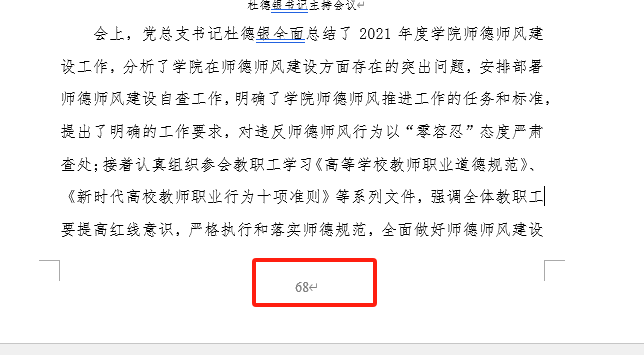 杜德银书记主持会议
会上，党总支书记杜德银全面总结了 2021 年度学院师德师风建
设工作，分析了学院在师德师风建设方面存在的突出问题，安排部署
师德师风建设自查工作，明确了学院师德师风推进工作的任务和标准，
提出了明确的工作要求，对违反师德师风行为以“零容忍”态度严肃
查处；接着认真组织参会教职工学习《高等学校教师职业道德规范》、
《新时代高校教师职业行为十项准则》等系列文件，强调全体教职工
要提高红线意识，严格执行和落实师德规范，全面做好师德师风建设
68